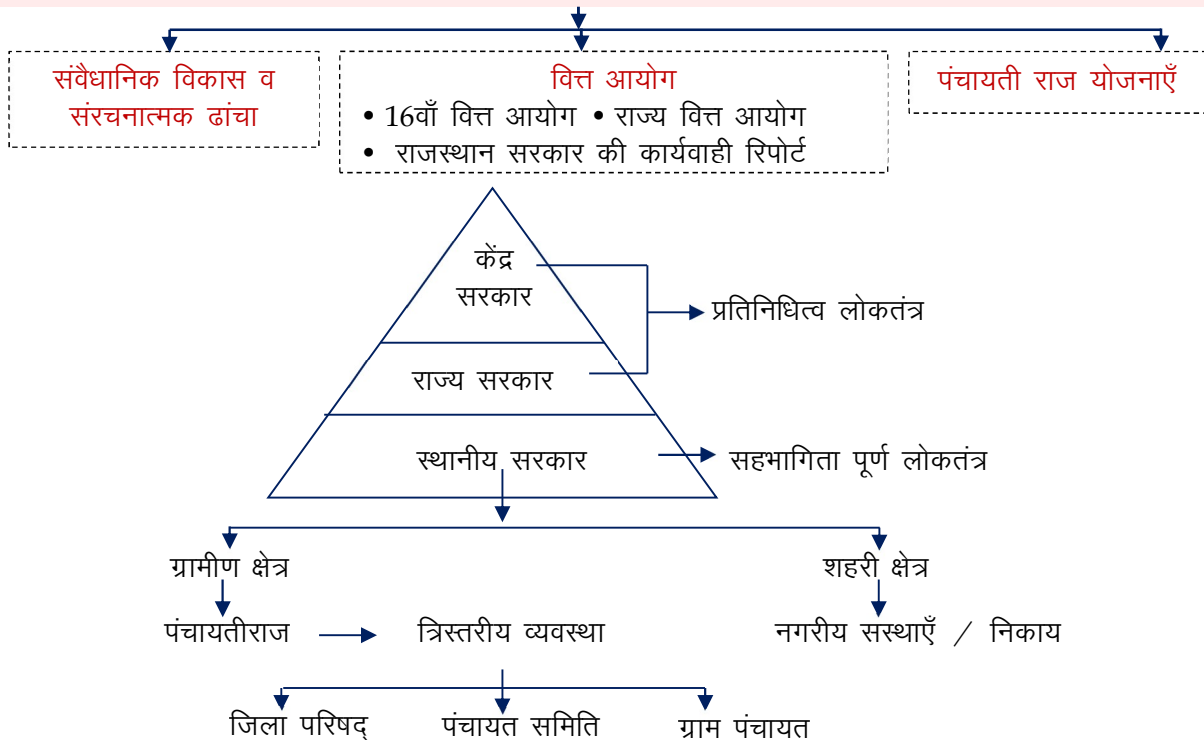 संवैधानिक विकास व
संरचनात्मक ढांचा
वित्त आयोग
• 16वाँ वित्त आयोग • राज्य वित्त आयोग
• राजस्थान सरकार की कार्यवाही रिपोर्ट
पंचायती राज योजनाएँ
केंद्र
सरकार
प्रतिनिधित्व लोकतंत्र
राज्य सरकार
स्थानीय सरकार
सहभागिता पूर्ण लोकतंत्र
ग्रामीण क्षेत्र
शहरी क्षेत्र
पंचायतीराज
त्रिस्तरीय व्यवस्था
नगरीय सस्थाएँ / निकाय
जिला परिषद्
पंचायत समिति
ग्राम पंचायत